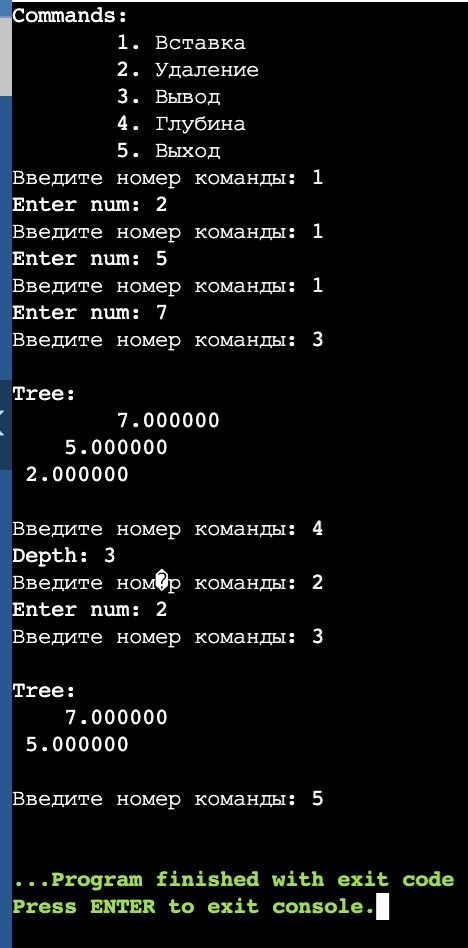 Commands:
1. Вставка
2. Удаление
3. Вывод
4. Глубина
5. Выход
Введите номер команды: 1
Enter num: 2
Введите номер команды: 1
Enter num: 5
Введите номер команды: 1
Enter num: 7
Введите номер команды: 3
Tree:
7.000000
5.000000
2.000000
Введите номер команды: 4
Depth: 3
Введите ном�р команды: 2
Enter num: 2
Введите номер команды: 3
Tree:
7.000000
5.000000
Введите номер команды: 5
...Program finished with exit code
Press ENTER to exit console.